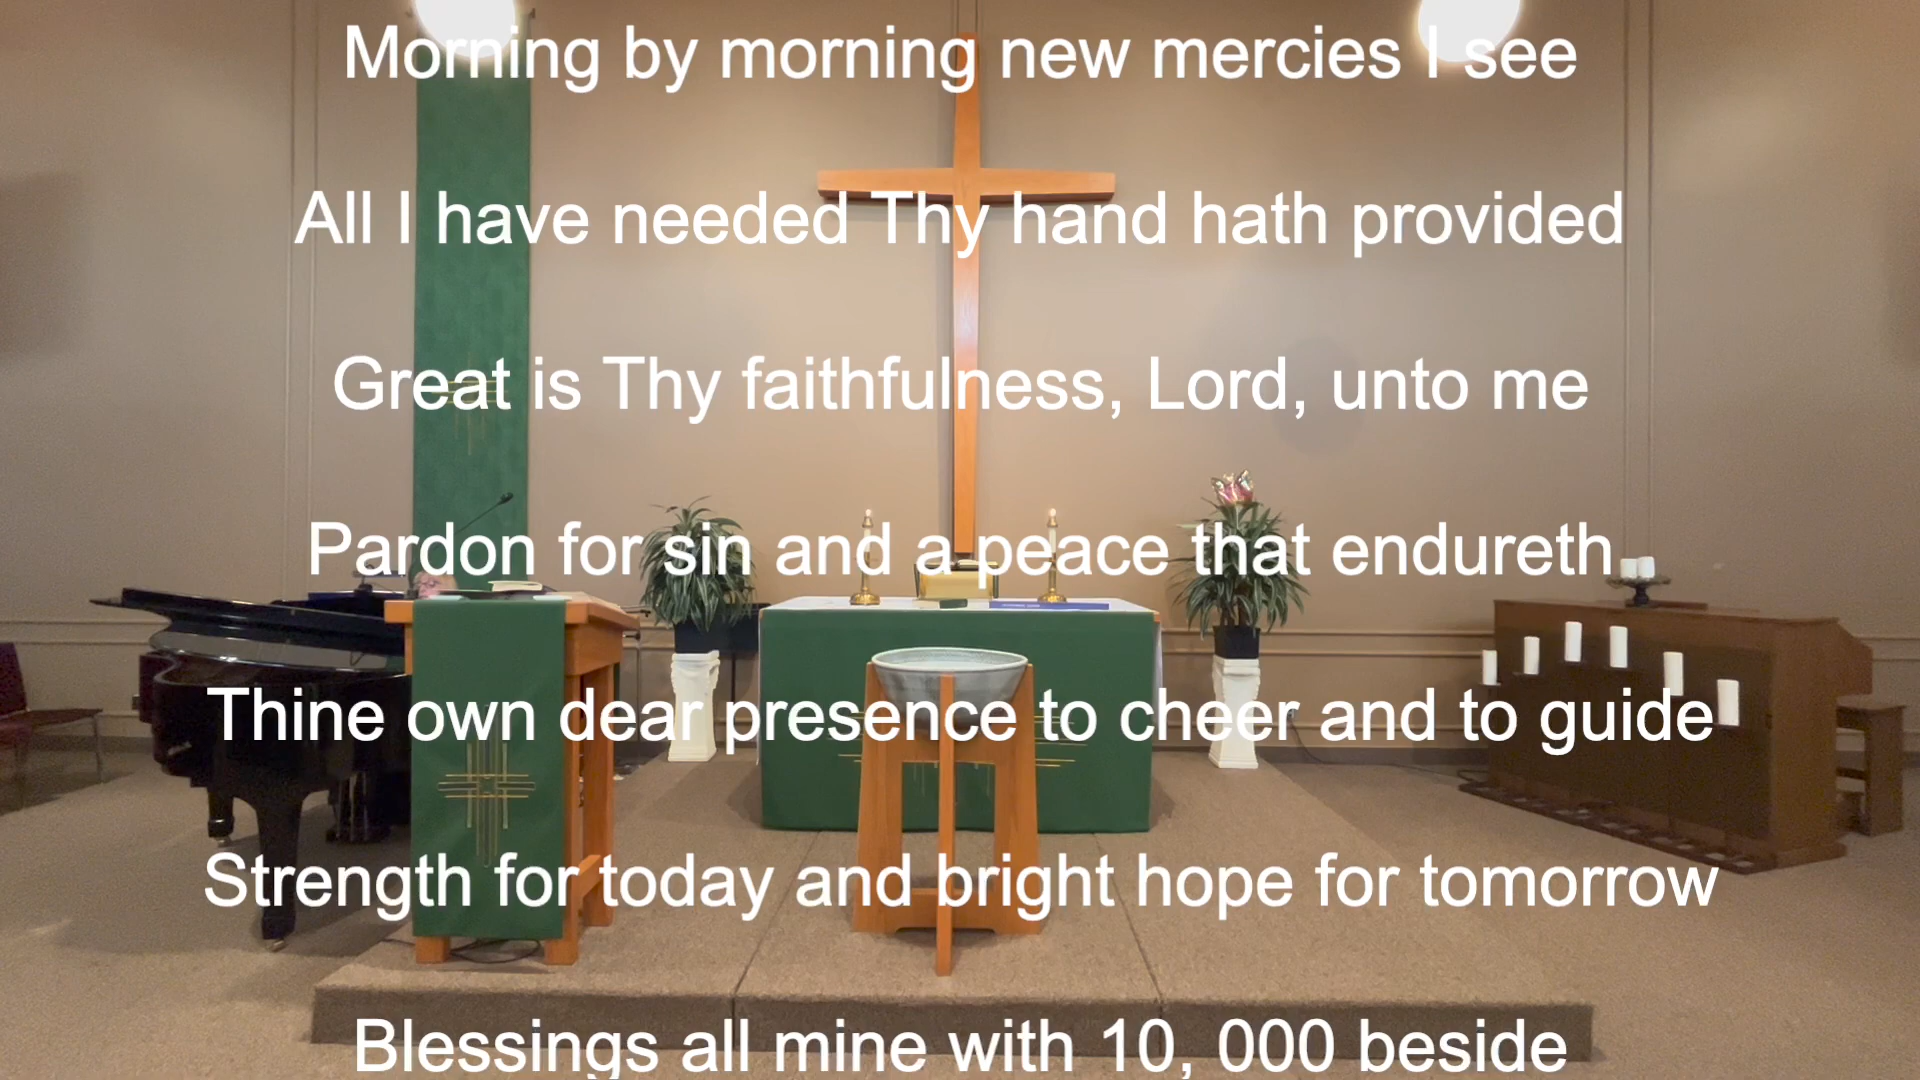 Morning by morning new mercies I see
All I have needed Thy hand hath provided
Great is Thy faithfulness, Lord, unto me
Pardon for sin and a peace that endureth
Thine own dear presence to cheer and to guide
Strength for today and bright hope for tomorrow
Blessings all mine with 10, 000 beside